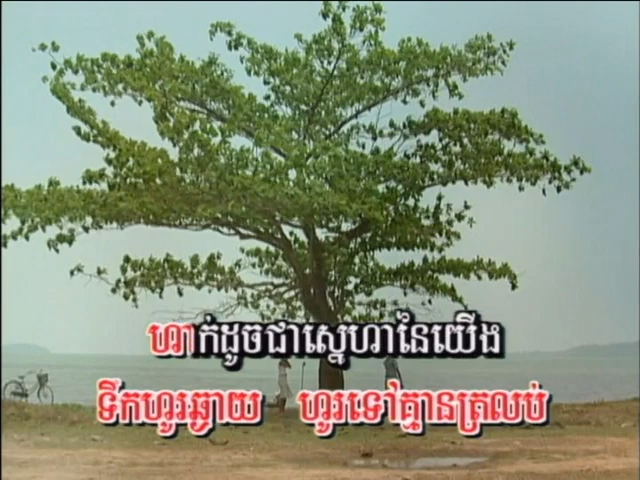 ហាក់ដូចជាស្នេហានៃយើង
ទឹកហូរឆ្ងាយ ហូរទៅគ្មានត្រលប់